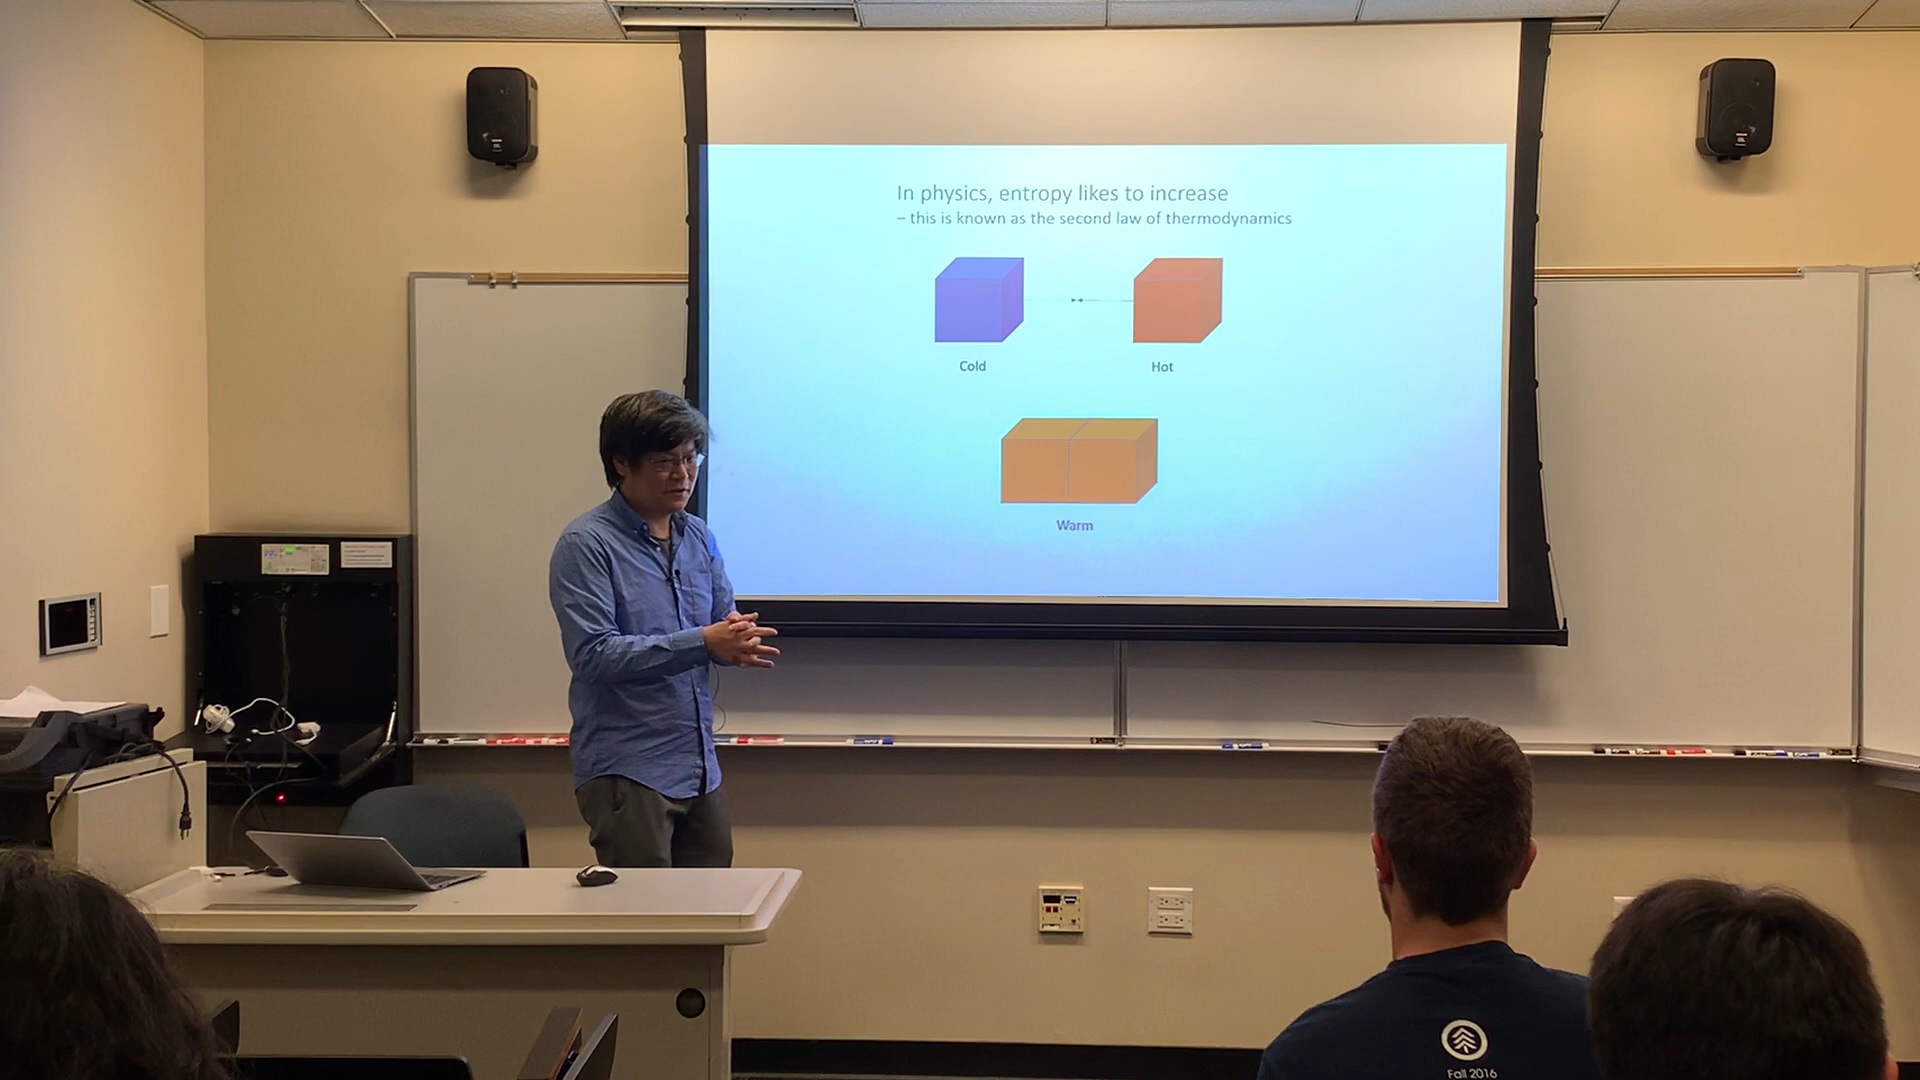 In physics, entropy likes to increase
– this is known as the second law of thermodynamics
Cold
Hot
Warm
Fall 2016